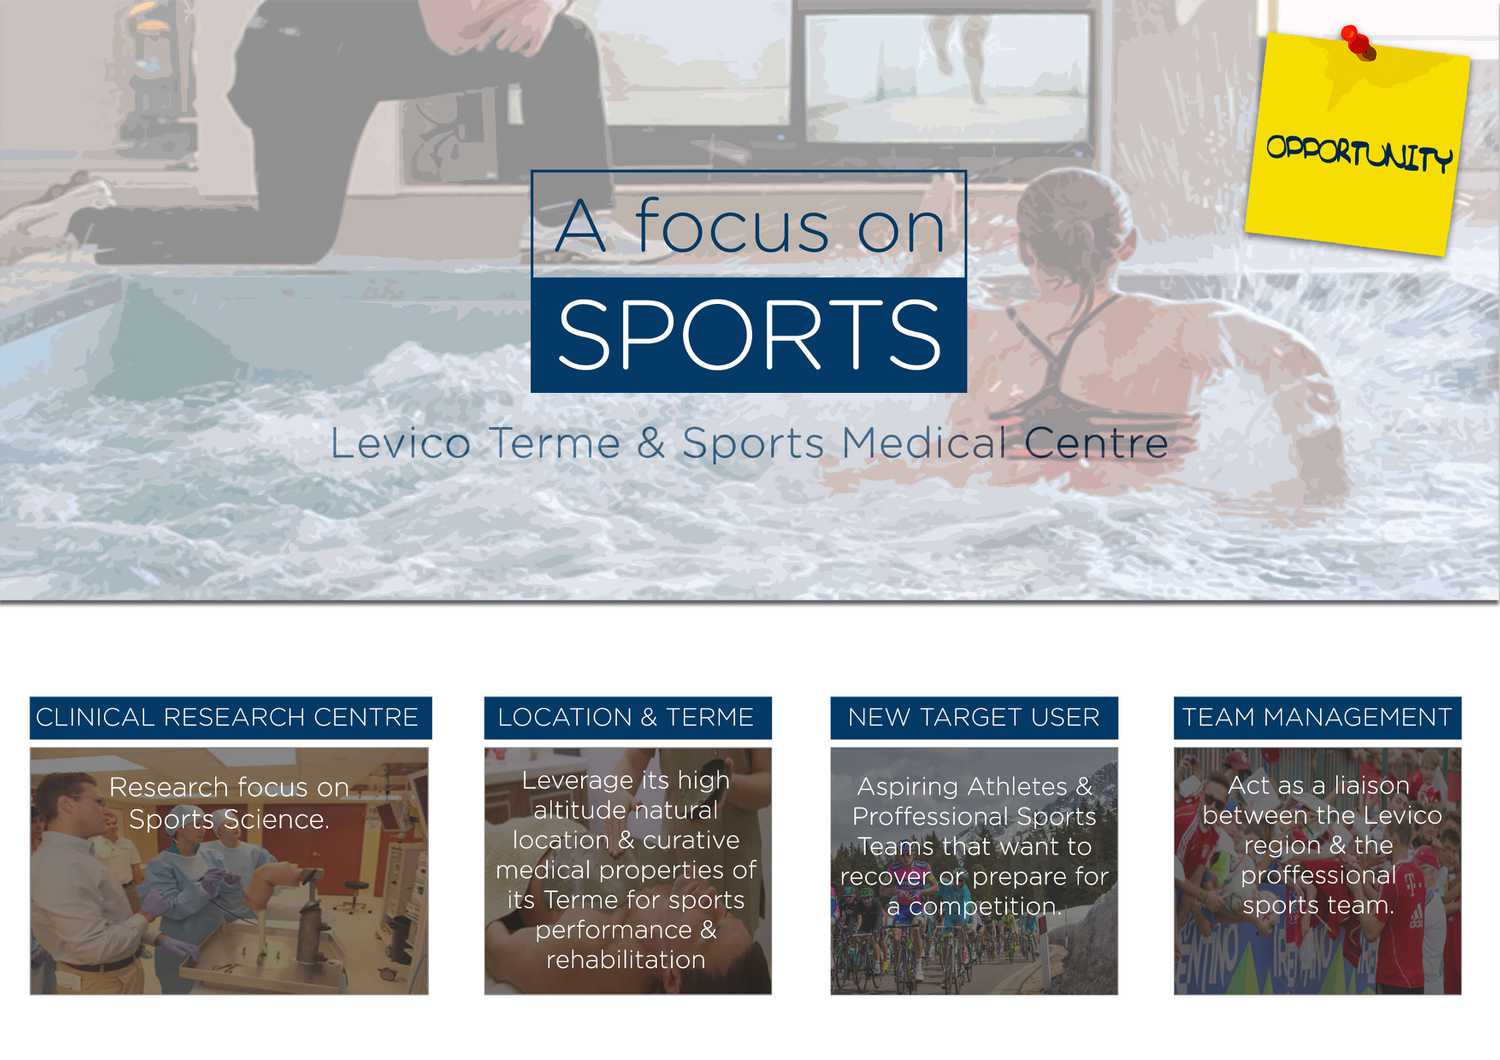 OPPORTUNITY
A focus on
SPORTS
Levico Terme & Sports Medical Centre
CLINICAL RESEARCH CENTRE
Research focus on
Sports Science.
LOCATION & TERME
Leverage its high
altitude natural
location & curative
medical properties of
its Terme for sports
performance &
rehabilitation
NEW TARGET USER
Aspiring Athletes &
Proffessional Sports
Teams that want to
recover or prepare for
a competition.
TEAM MANAGEMENT
Act as a liaison
between the Levico
region & the
proffessional
sports team.